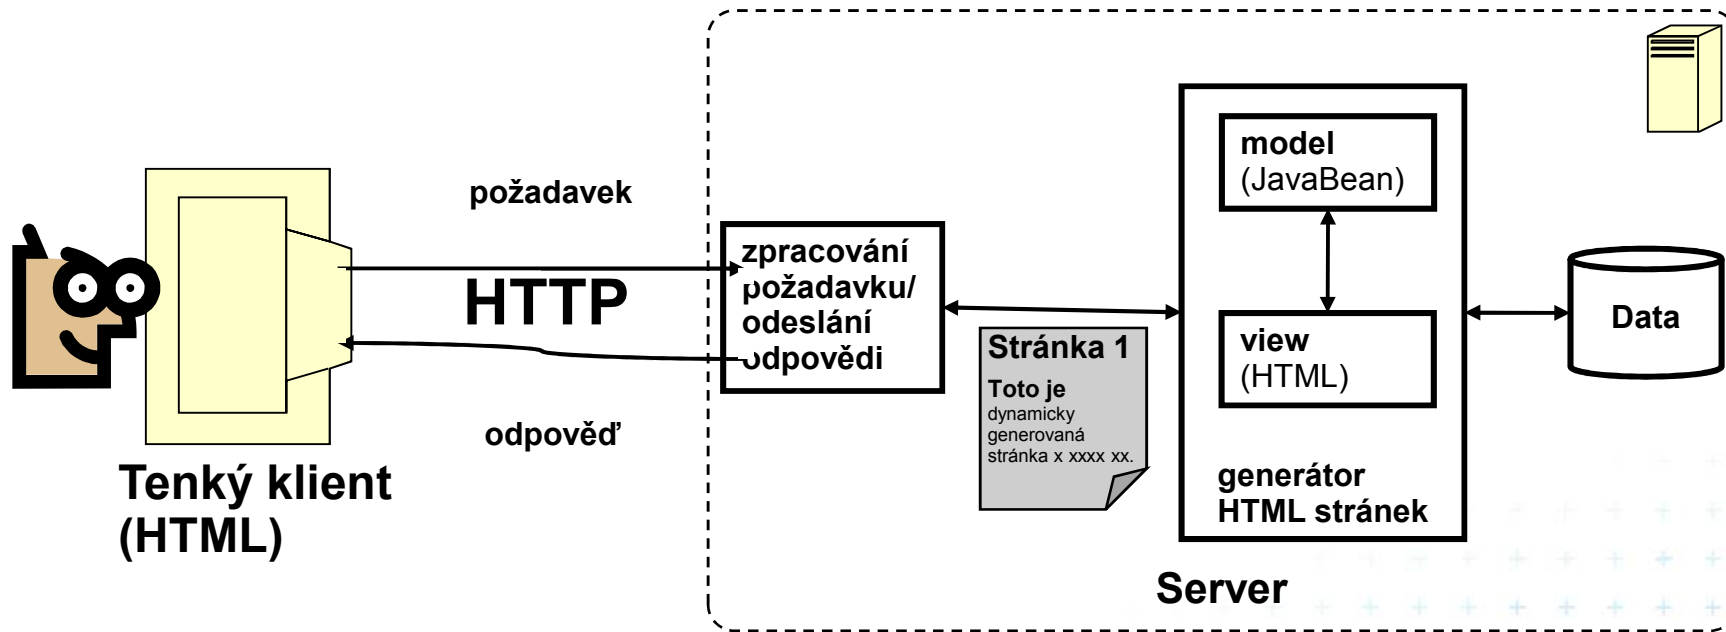 požadavek
HTTP
odpověď
Tenký klient
(HTML)
zpracování
požadavku/
odeslání
odpovědi
Stránka 1
Toto je
dynamicky
generovaná
stránka x xxxx xx.
model
(JavaBean)
view
(HTML)
generátor
HTML stránek
Data
Server